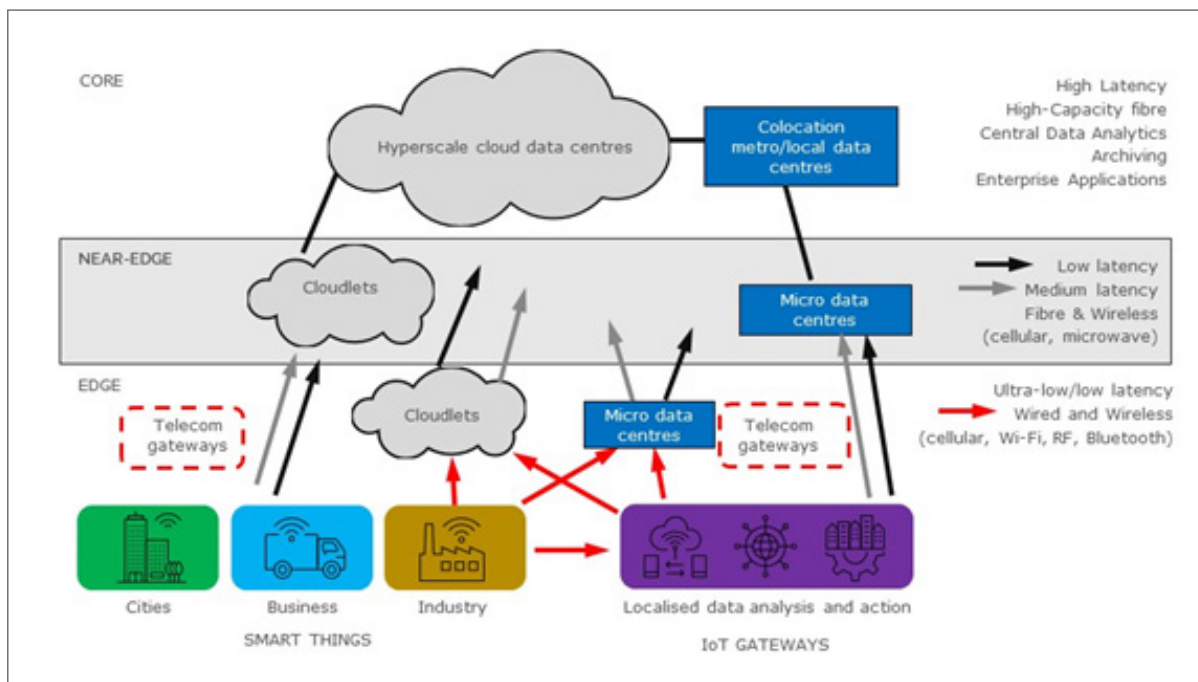 CORE
High Latency
High-Capacity fibre
Central Data Analytics
Archiving
Enterprise Applications
Hyperscale cloud data centres
Colocation
metro/local data
centres
NEAR-EDGE
Cloudlets
Micro data
centres
Low latency
Medium latency
Fibre & Wireless
(cellular, microwave)
EDGE
Telecom
gateways
Cloudlets
Micro data
centres
Telecom
gateways
Ultra-low/low latency
Wired and Wireless
(cellular, Wi-Fi, RF, Bluetooth)
Cities
Business
Industry
Localised data analysis and action
SMART THINGS
IoT GATEWAYS